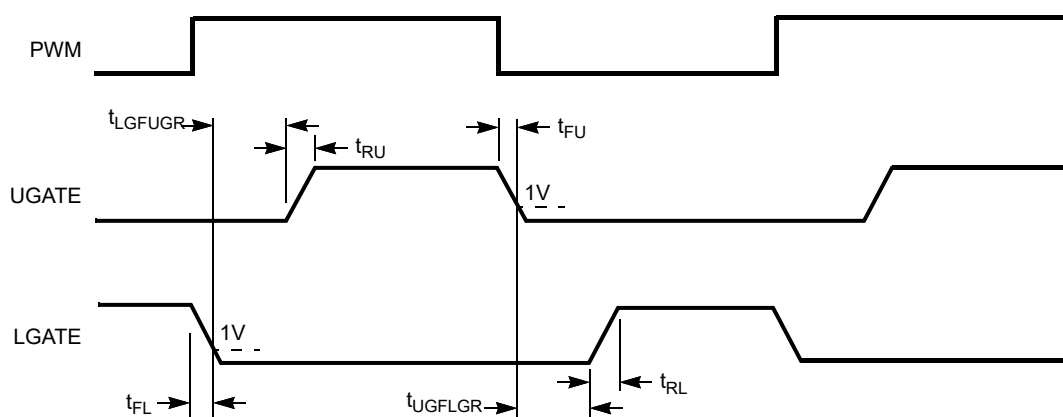 PWM
tLGFUGR
tRU
tFU
UGATE
1V
LGATE
1V
tFL
tUGFLGR
tRL